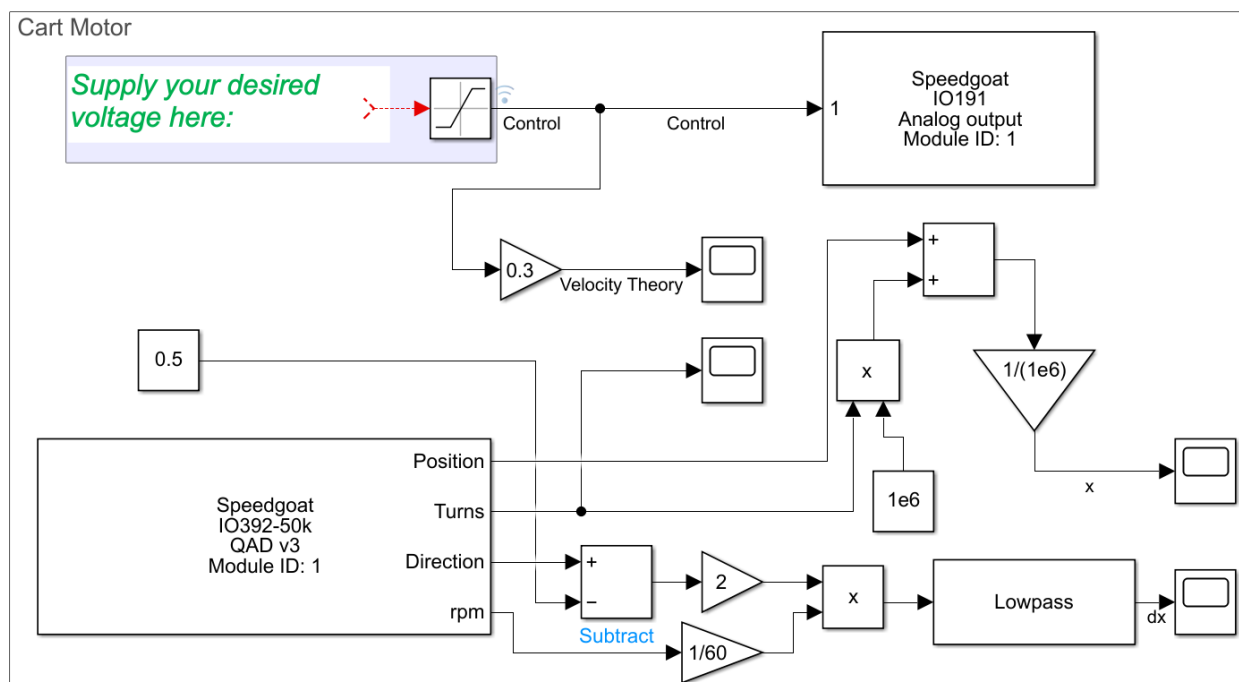 Cart Motor
Supply your desired
voltage here:
Control
Control
1
Speedgoat
IO191
Analog output
Module ID: 1
0.3
Velocity Theory
+
+
0.5
x
1/(1e6)
Position
Turns
Direction
rpm
Speedgoat
IO392-50k
QAD v3
Module ID: 1
1e6
x
+
−
Subtract
2
1/60
x
Lowpass
dx